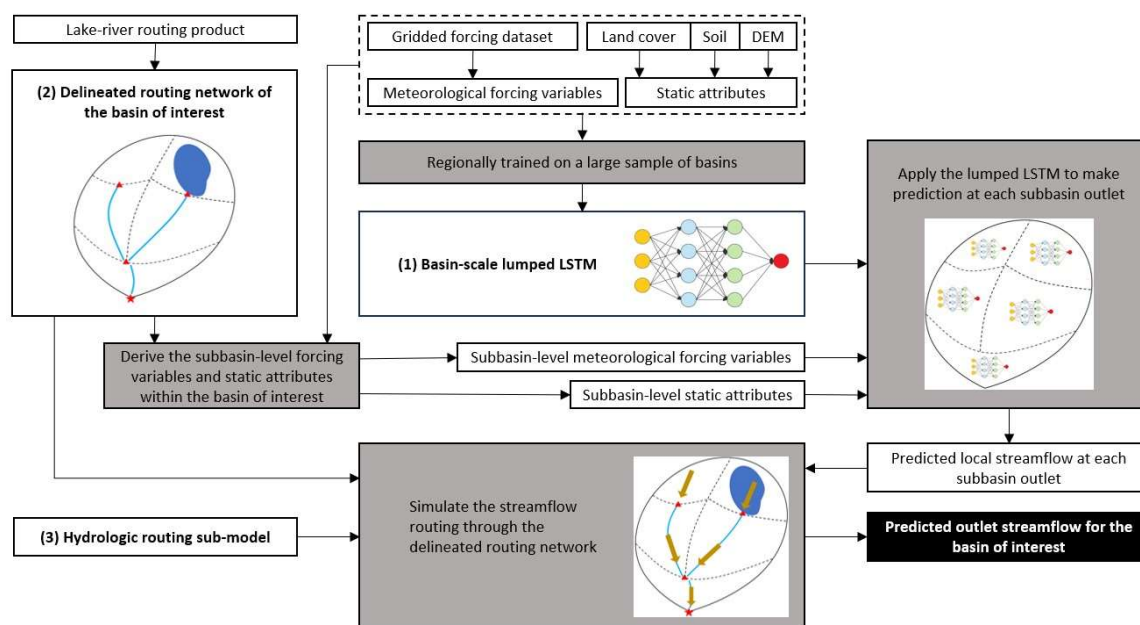 Lake-river routing product
(2) Delineated routing network of
the basin of interest
Gridded forcing dataset
Land cover
Soil
DEM
Meteorological forcing variables
Static attributes
Regionally trained on a large sample of basins
(1) Basin-scale lumped LSTM
Apply the lumped LSTM to make
prediction at each subbasin outlet
Derive the subbasin-level forcing
variables and static attributes
within the basin of interest
Subbasin-level meteorological forcing variables
Subbasin-level static attributes
Predicted local streamflow at each
subbasin outlet
Simulate the streamflow
routing through the
delineated routing network
(3) Hydrologic routing sub-model
Predicted outlet streamflow for the
basin of interest